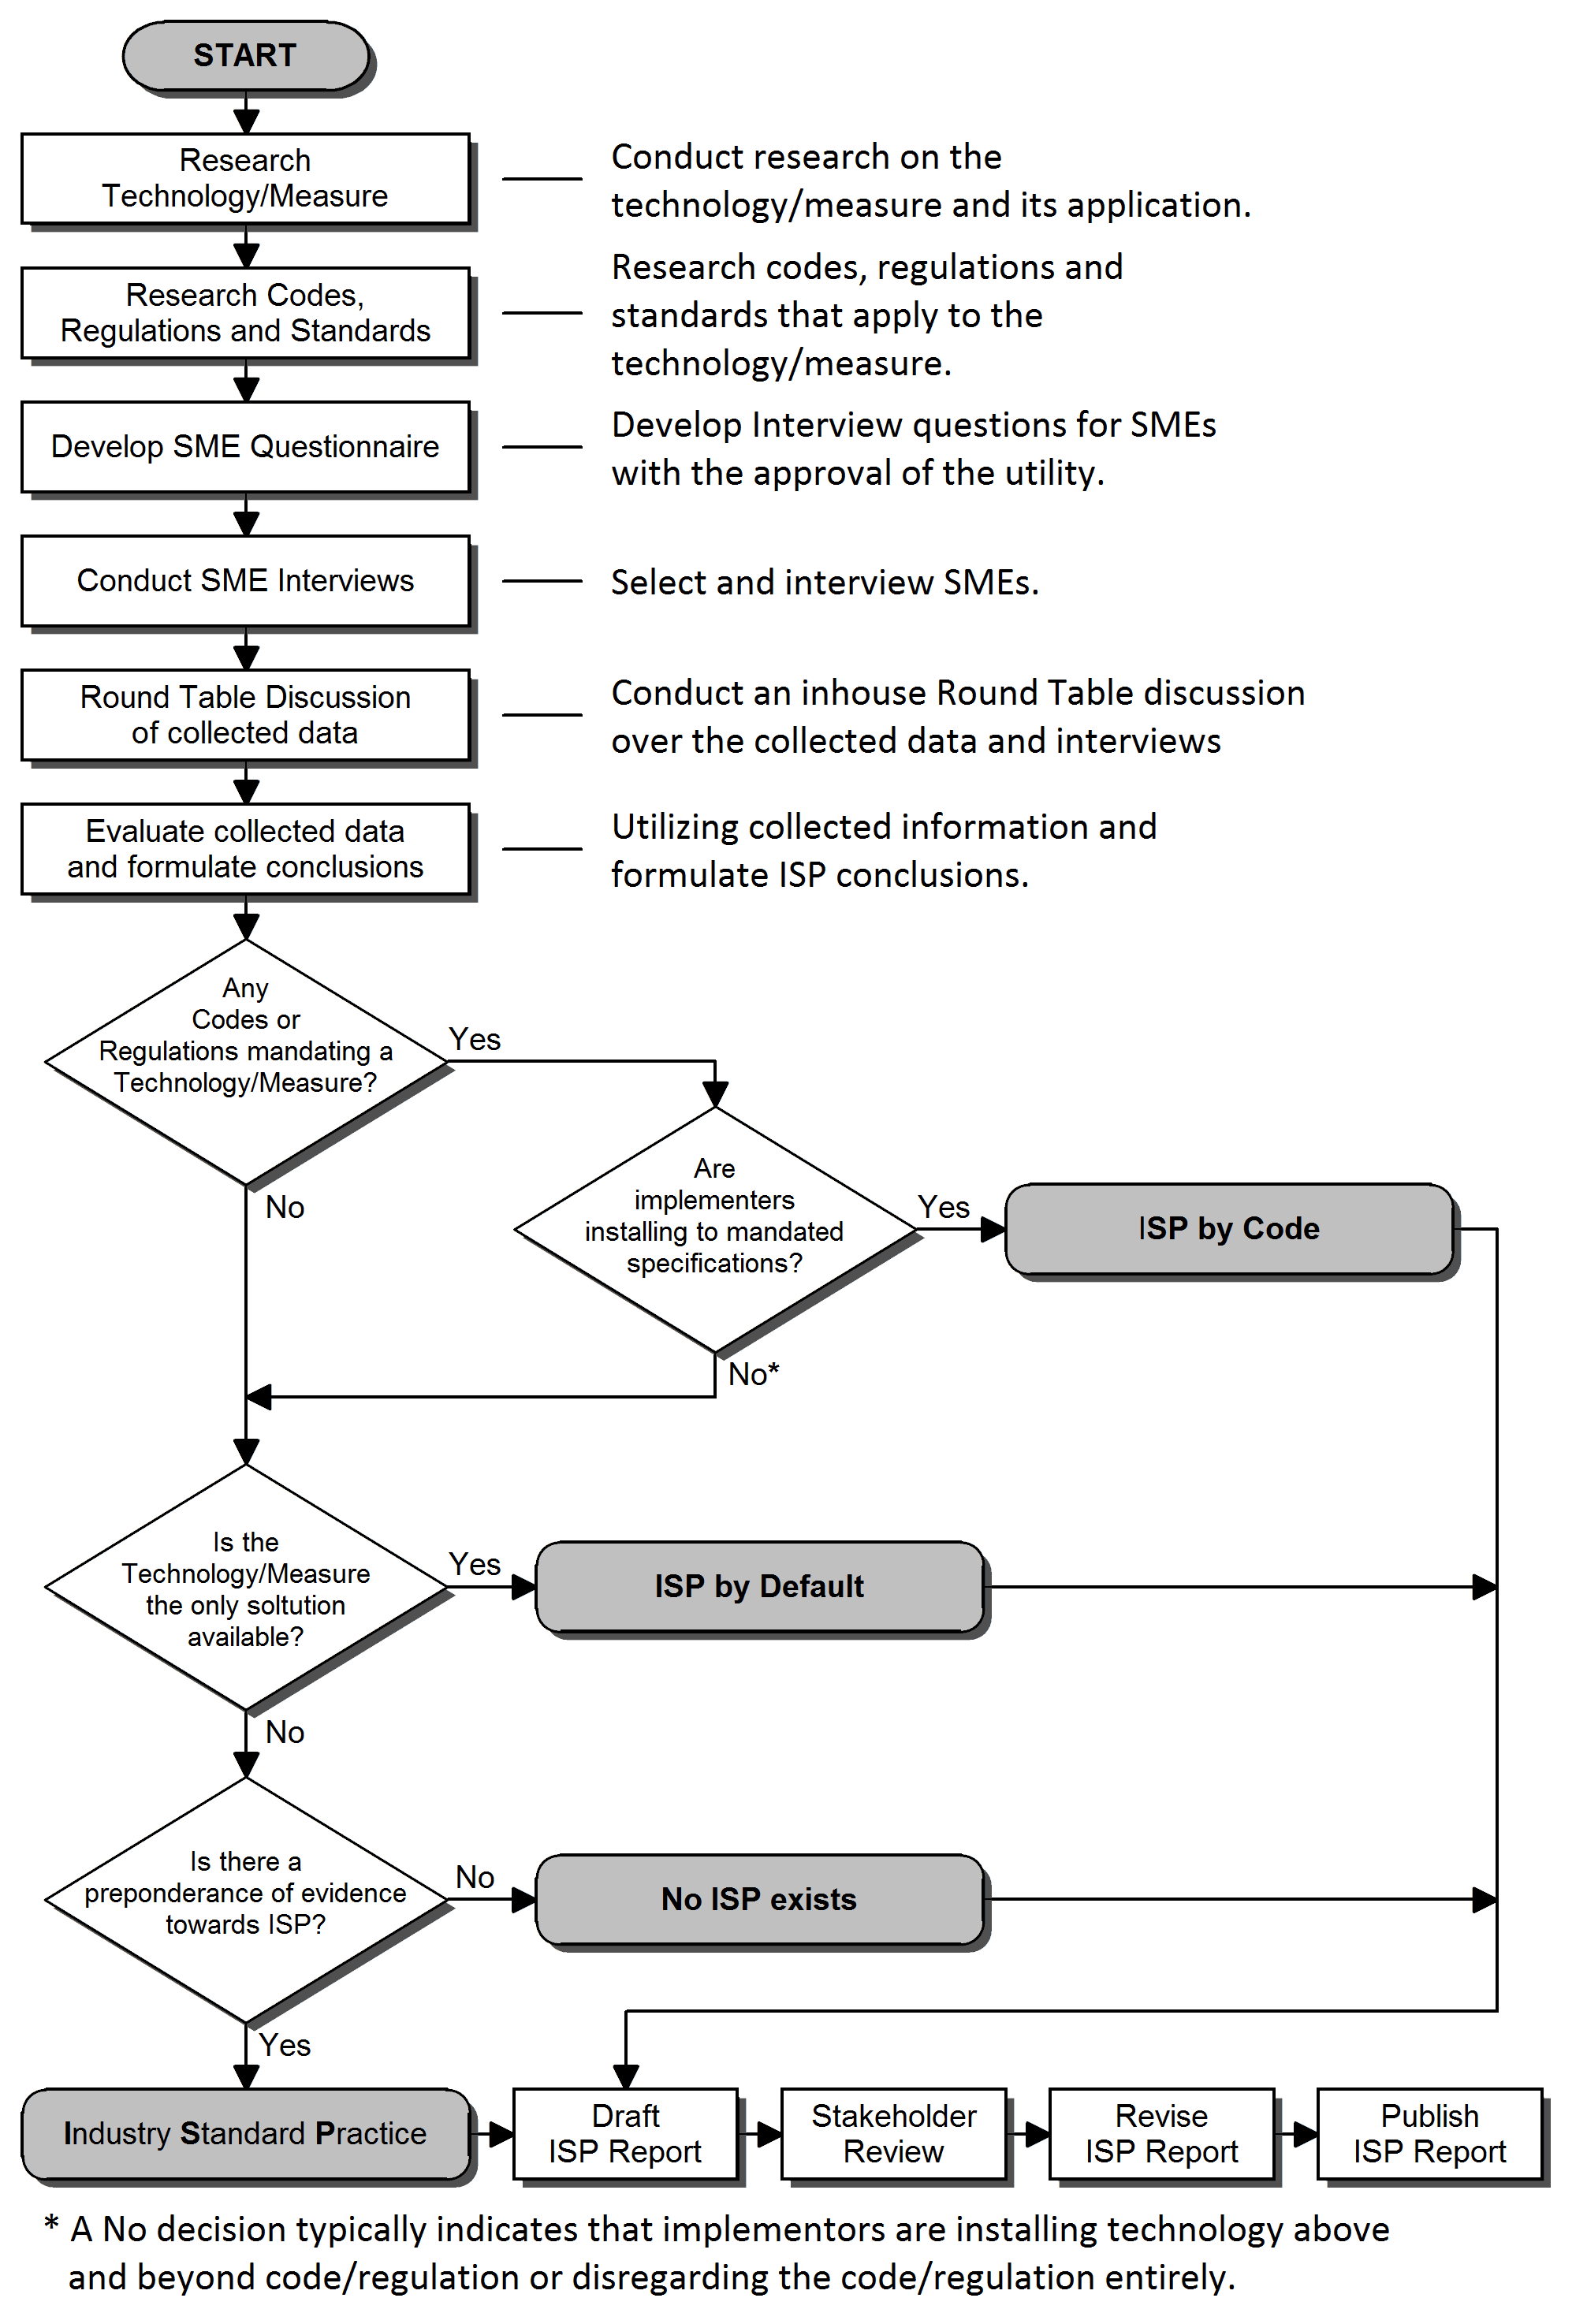 START
Research
Technology/Measure
Conduct research on the
technology/measure and its application.
Research Codes,
Regulations and Standards
Research codes, regulations and
standards that apply to the
technology/measure.
Develop SME Questionnaire
Develop Interview questions for SMEs
with the approval of the utility.
Conduct SME Interviews
Select and interview SMEs.
Round Table Discussion
of collected data
Conduct an inhouse Round Table discussion
over the collected data and interviews
Evaluate collected data
and formulate conclusions
Utilizing collected information and
formulate ISP conclusions.
Any
Codes or
Regulations mandating a
Technology/Measure?
Yes
No
Are
implementers
installing to mandated
specifications?
Yes
ISP by Code
No*
Is the
Technology/Measure
the only soltution
available?
Yes
ISP by Default
No
Is there a
preponderance of evidence
towards ISP?
No
No ISP exists
Yes
Industry Standard Practice
Draft
ISP Report
Stakeholder
Review
Revise
ISP Report
Publish
ISP Report
* A No decision typically indicates that implementors are installing technology above
and beyond code/regulation or disregarding the code/regulation entirely.